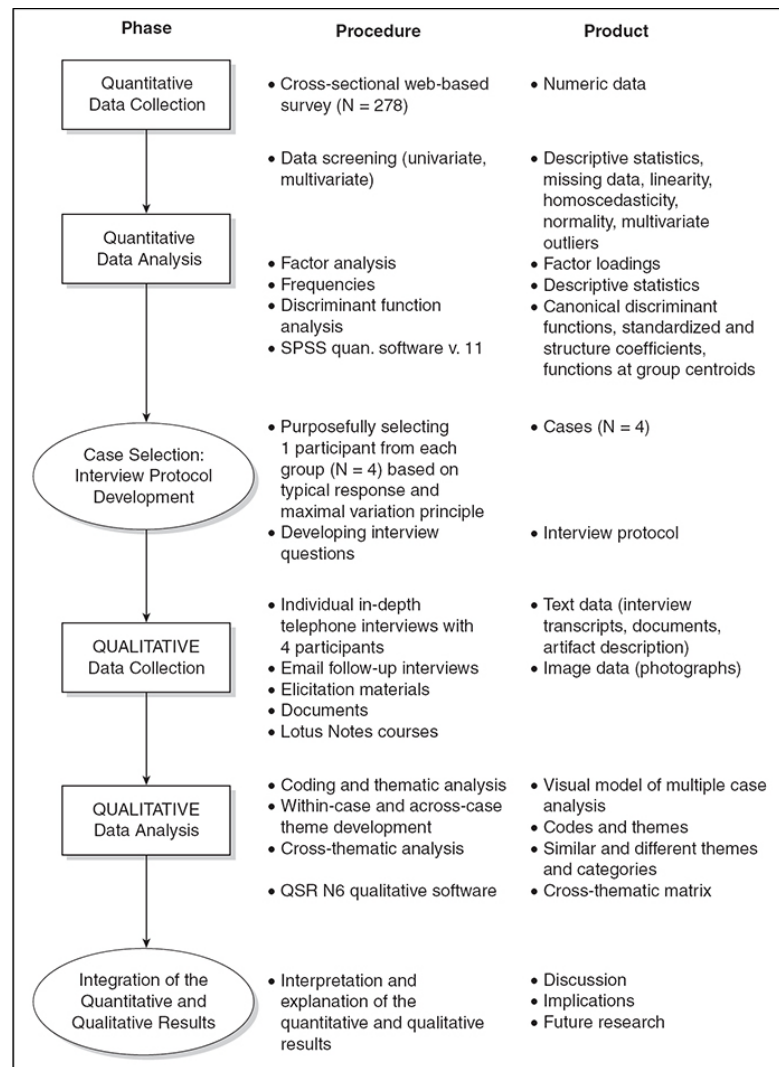 Phase
Procedure
Product
Quantitative
Data Collection
• Cross-sectional web-based
survey (N = 278)
• Numeric data
• Data screening (univariate,
multivariate)
• Descriptive statistics,
missing data, linearity,
homoscedasticity,
normality, multivariate
outliers
Quantitative
Data Analysis
• Factor analysis
• Frequencies
• Discriminant function
analysis
• SPSS quan. software v. 11
• Factor loadings
• Descriptive statistics
• Canonical discriminant
functions, standardized and
structure coefficients,
functions at group centroids
Case Selection:
Interview Protocol
Development
• Purposefully selecting
1 participant from each
group (N = 4) based on
typical response and
maximal variation principle
• Developing interview
questions
• Cases (N = 4)
• Interview protocol
QUALITATIVE
Data Collection
• Individual in-depth
telephone interviews with
4 participants
• Email follow-up interviews
• Elicitation materials
• Documents
• Lotus Notes courses
• Text data (interview
transcripts, documents,
artifact description)
• Image data (photographs)
QUALITATIVE
Data Analysis
• Coding and thematic analysis
• Within-case and across-case
theme development
• Cross-thematic analysis
• QSR N6 qualitative software
• Visual model of multiple case
analysis
• Codes and themes
• Similar and different themes
and categories
• Cross-thematic matrix
Integration of the
Quantitative and
Qualitative Results
• Interpretation and
explanation of the
quantitative and qualitative
results
• Discussion
• Implications
• Future research